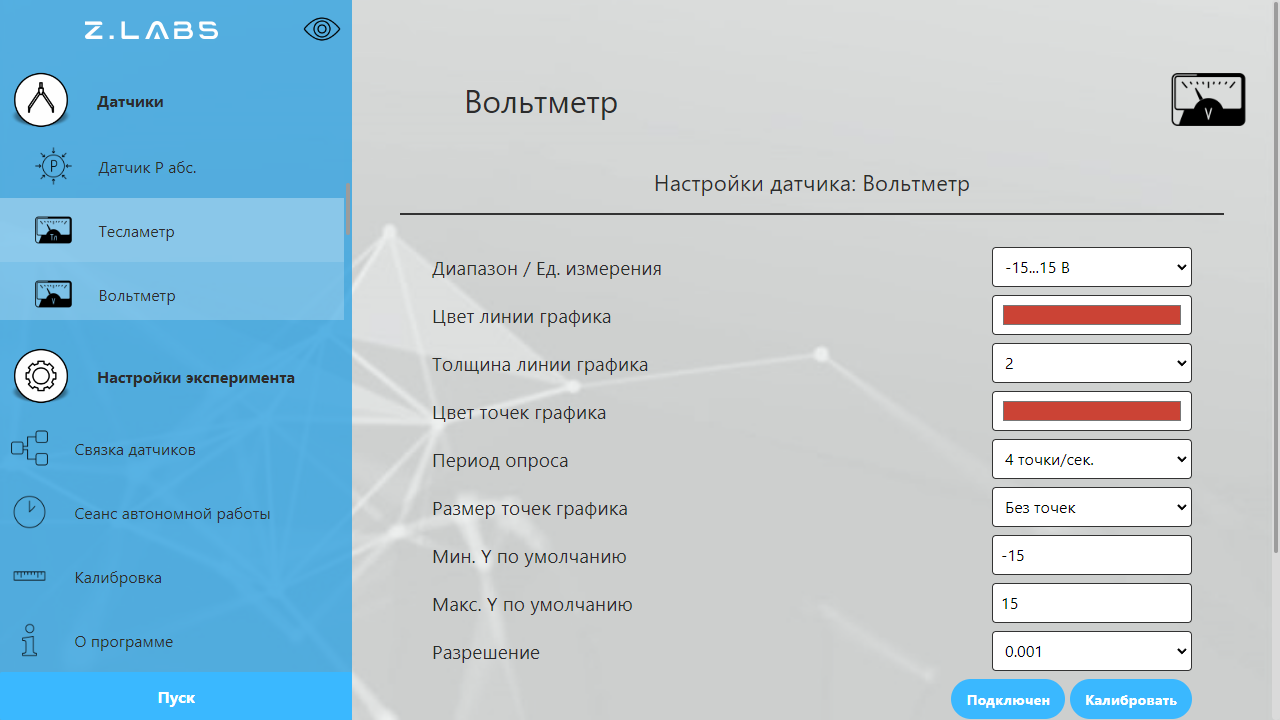 Z.LABS
Датчики
Датчик P абс.
Тл
Тесламетр
V
Вольтметр
Настройки эксперимента
Связка датчиков
Сеанс автономной работы
Калибровка
О программе
Пуск
Вольтметр
V
Настройки датчика: Вольтметр
Диапазон / Ед. измерения
-15...15 В
Цвет линии графика
Толщина линии графика
2
Цвет точек графика
Период опроса
4 точки/сек.
Размер точек графика
Без точек
Мин. Y по умолчанию
-15
Макс. Y по умолчанию
15
Разрешение
0.001
Подключен
Калибровать